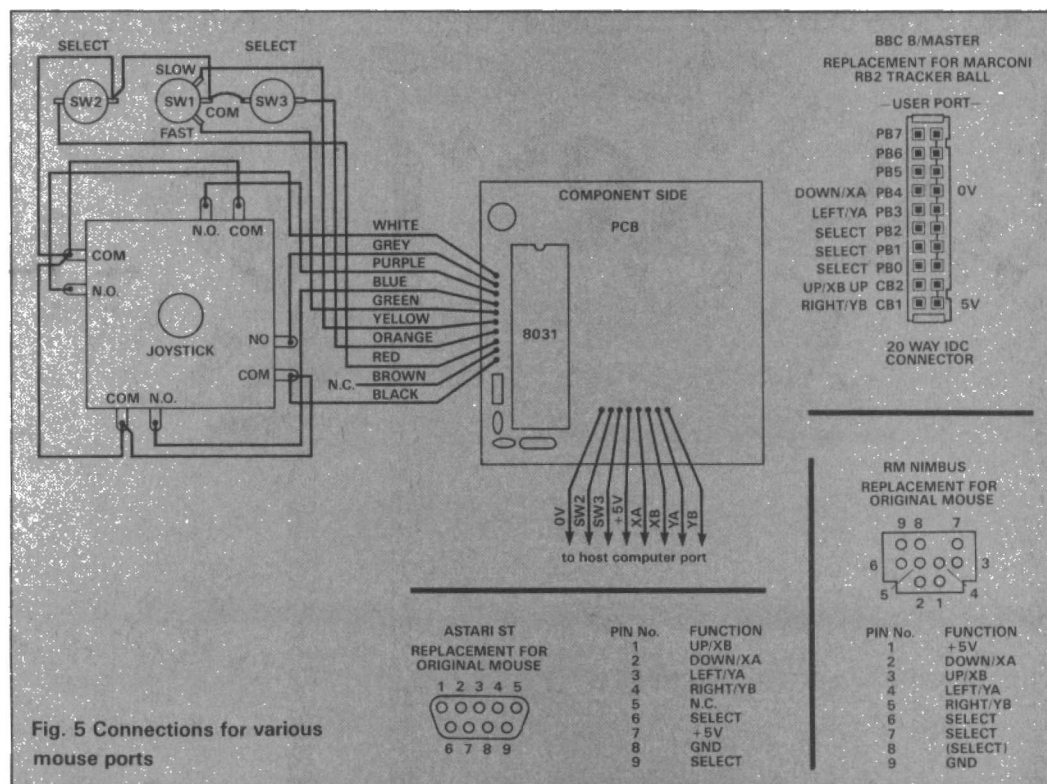 SELECT
SELECT
SLOW
SW2
SW1
COM
SW3
FAST
N.O. COM
COM
N.O.
JOYSTICK
NO
COM
COM N.O.
WHITE
GREY
PURPLE
BLUE
GREEN
YELLOW
ORANGE
RED
N.C. BROWN
BLACK
COMPONENT SIDE
PCB
8031
0V
SW2
SW3
+5V
XA
XB
YA
YB
to host computer port
BBC B/MASTER
REPLACEMENT FOR MARCONI
RB2 TRACKER BALL
USER PORT
PB7
PB6
PB5
DOWN/XA PB4 0V
LEFT/YA PB3
SELECT PB2
SELECT PB1
SELECT PB0
UP/XB UP CB2
RIGHT/YB CB1 5V
20 WAY IDC
CONNECTOR
RM NIMBUS
REPLACEMENT FOR
ORIGINAL MOUSE
9 8 7
6 3
5 4
2 1
PIN No. FUNCTION
1 +5V
2 DOWN/XA
3 UP/XB
4 LEFT/YA
5 RIGHT/YB
6 SELECT
7 SELECT
8 (SELECT)
9 GND
ASTARI ST
REPLACEMENT FOR
ORIGINAL MOUSE
1 2 3 4 5
6 7 8 9
PIN No. FUNCTION
1 UP/XB
2 DOWN/XA
3 LEFT/YA
4 RIGHT/YB
5 N.C.
6 SELECT
7 +5V
8 GND
9 SELECT
Fig. 5 Connections for various
mouse ports